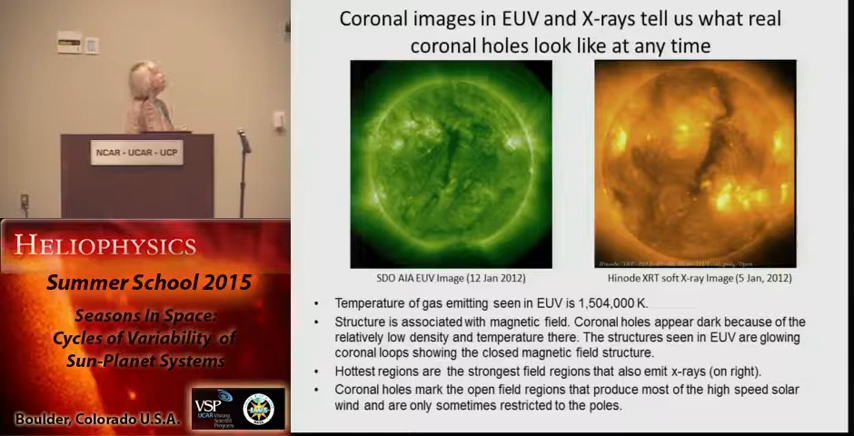 Coronal images in EUV and X-rays tell us what real
coronal holes look like at any time
NCAR - UCAR - UCP
HELIOPHYSICS
Summer School 2015
Seasons In Space:
Cycles of Variability of
Sun-Planet Systems
VSP
UCAR Visiting
Scientist
Programs
Boulder, Colorado U.S.A.
SDO AIA EUV Image (12 Jan 2012)
Hinode XRT soft X-ray Image (5 Jan, 2012)
• Temperature of gas emitting seen in EUV is 1,504,000 K.
• Structure is associated with magnetic field. Coronal holes appear dark because of the
relatively low density and temperature there. The structures seen in EUV are glowing
coronal loops showing the closed magnetic field structure.
• Hottest regions are the strongest field regions that also emit x-rays (on right).
• Coronal holes mark the open field regions that produce most of the high speed solar
wind and are only sometimes restricted to the poles.